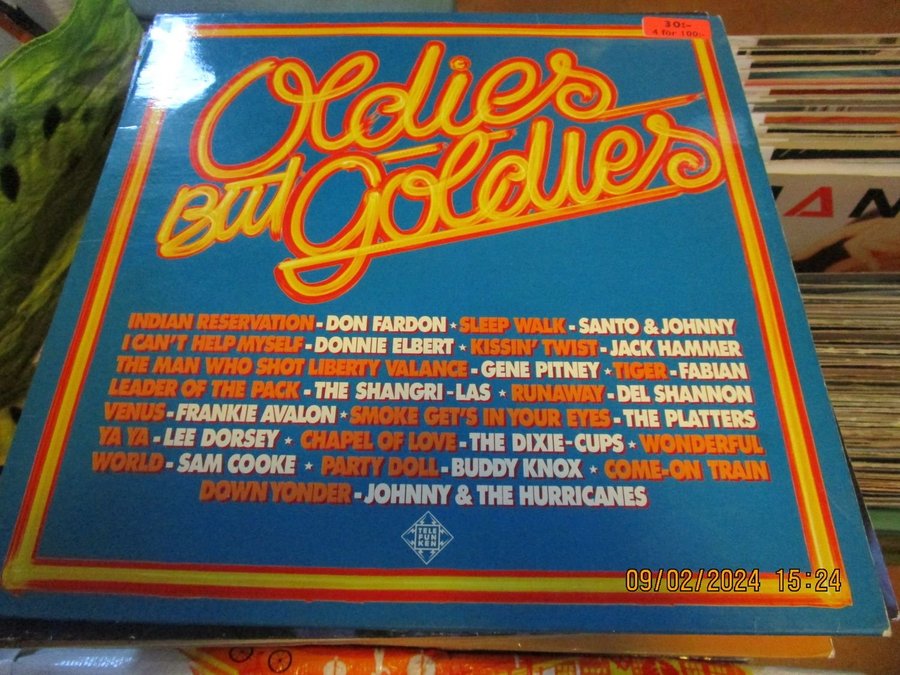 30:-
4 for 100:-
Oldies
But Goldies
INDIAN RESERVATION - DON FARDON ★ SLEEP WALK - SANTO & JOHNNY
I CAN'T HELP MYSELF - DONNIE ELBERT ★ KISSIN' TWIST - JACK HAMMER
THE MAN WHO SHOT LIBERTY VALANCE - GENE PITNEY ★ TIGER - FABIAN
LEADER OF THE PACK - THE SHANGRI-LAS ★ RUNAWAY - DEL SHANNON
VENUS - FRANKIE AVALON ★ SMOKE GET'S IN YOUR EYES - THE PLATTERS
YA YA - LEE DORSEY ★ CHAPEL OF LOVE - THE DIXIE-CUPS ★ WONDERFUL
WORLD - SAM COOKE ★ PARTY DOLL - BUDDY KNOX ★ COME-ON TRAIN
DOWN YONDER - JOHNNY & THE HURRICANES
TELE
FUN
KEN
09/02/2024 15:24